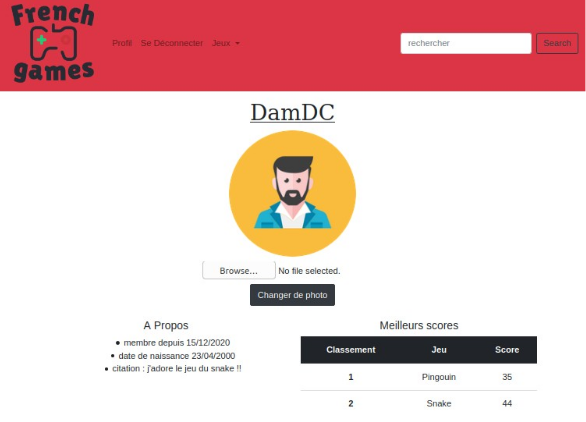 French
games
Profil Se Déconnecter Jeux
rechercher
Search
DamDC
Browse... No file selected.
Changer de photo
A Propos
membre depuis 15/12/2020
date de naissance 23/04/2000
citation : j'adore le jeu du snake !!
Meilleurs scores
Classement Jeu Score
1 Pingouin 35
2 Snake 44